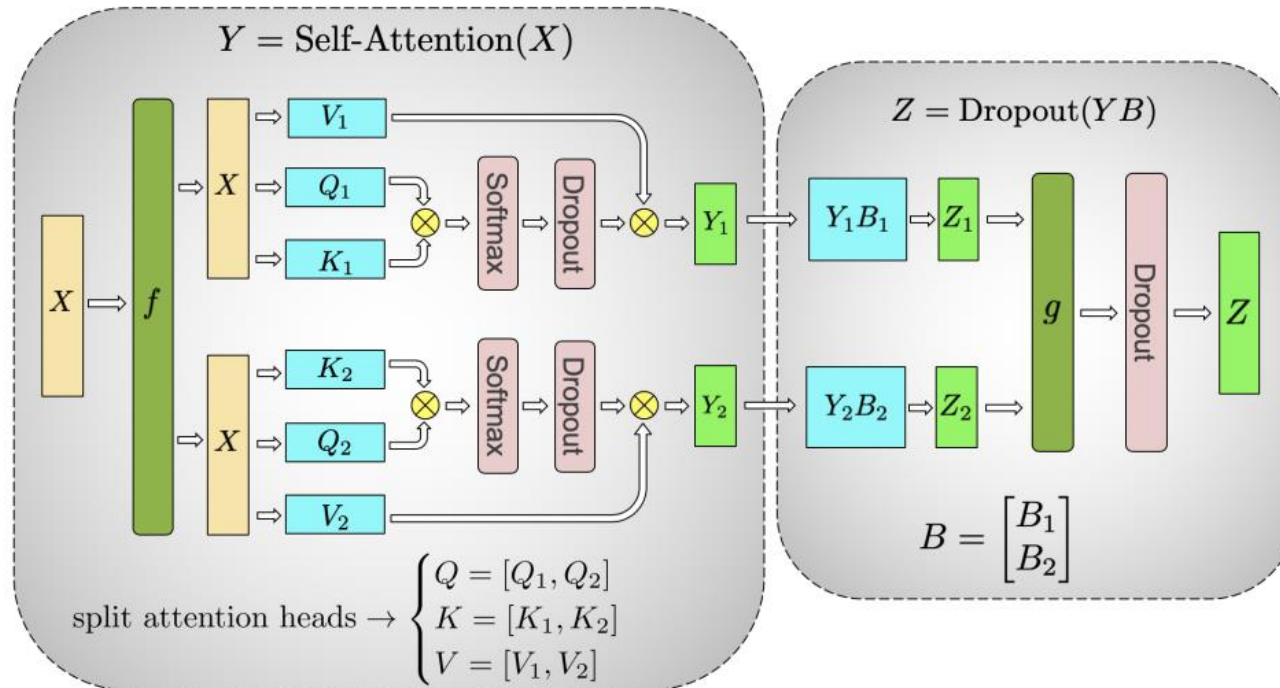 Y = Self-Attention(X)
X
f
X
V₁
Q₁
K₁
Softmax
Dropout
Y₁
X
K₂
Q₂
V₂
Softmax
Dropout
Y₂
split attention heads → { Q = [Q₁, Q₂]
K = [K₁, K₂]
V = [V₁, V₂]
Z = Dropout(YB)
Y₁B₁
Z₁
Y₂B₂
Z₂
g
Dropout
Z
B = [B₁
B₂]